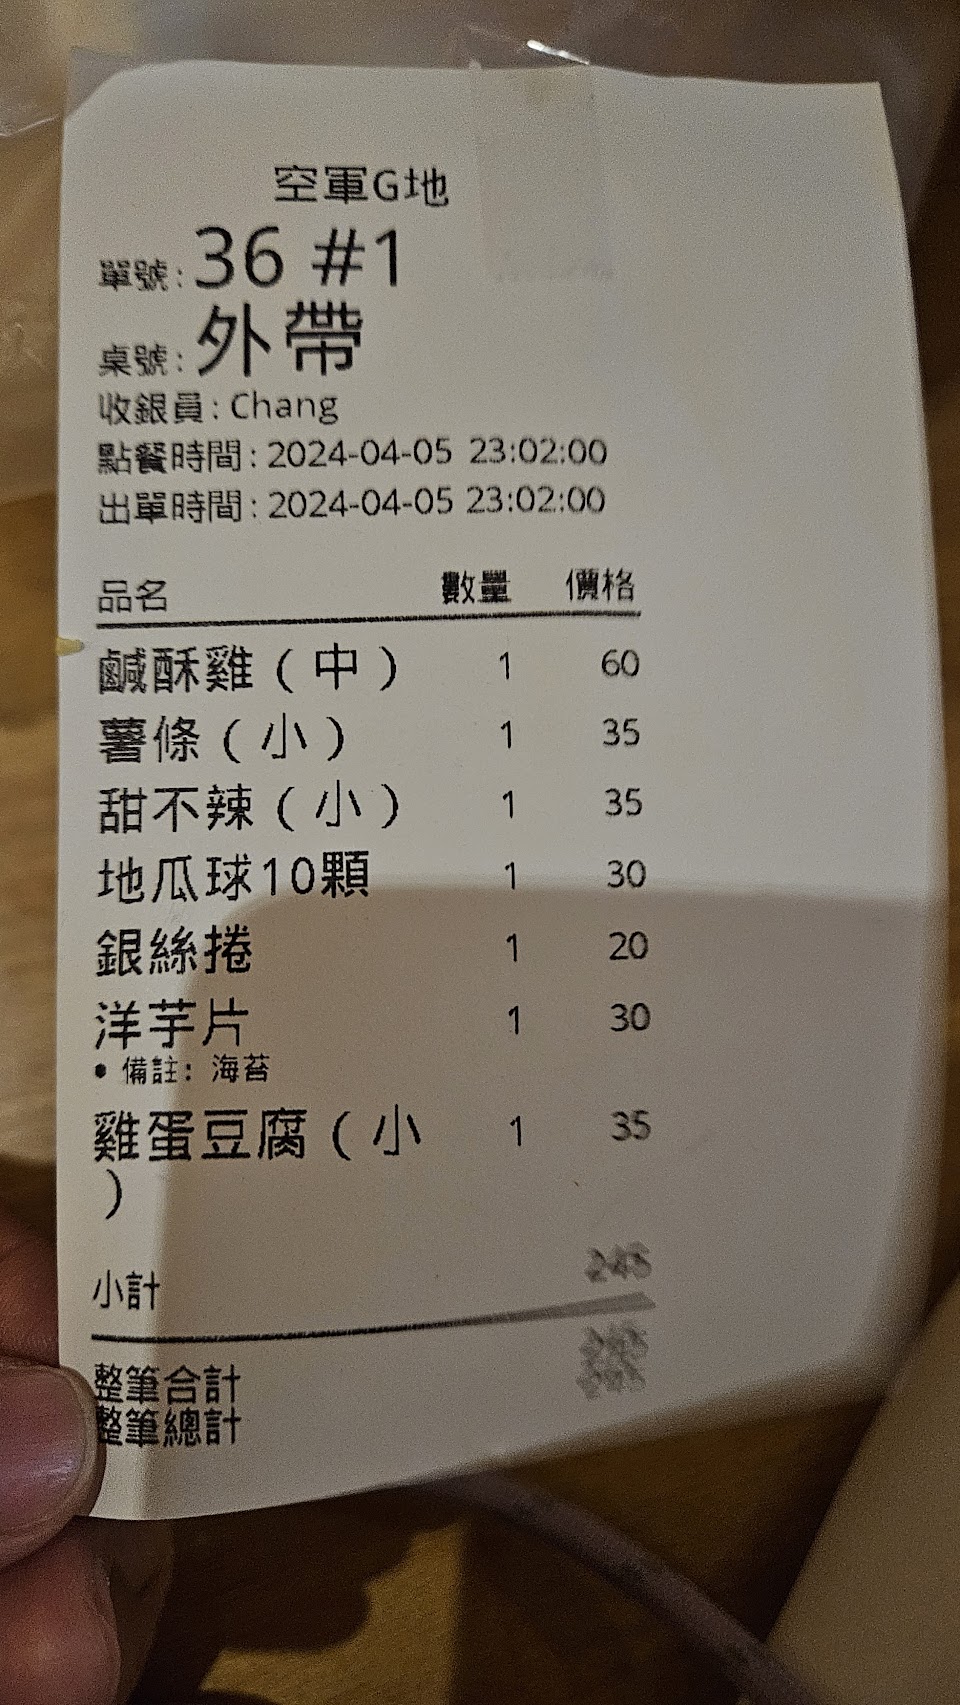 空軍G地
單號: 36 #1
桌號: 外帶
收銀員: Chang
點餐時間: 2024-04-05 23:02:00
出單時間: 2024-04-05 23:02:00
品名 數量 價格
鹹酥雞(中) 1 60
薯條(小) 1 35
甜不辣(小) 1 35
地瓜球10顆 1 30
銀絲捲 1 20
洋芋片 1 30
• 備註: 海苔
雞蛋豆腐(小 1 35
)
小計 245
整筆合計
整筆總計